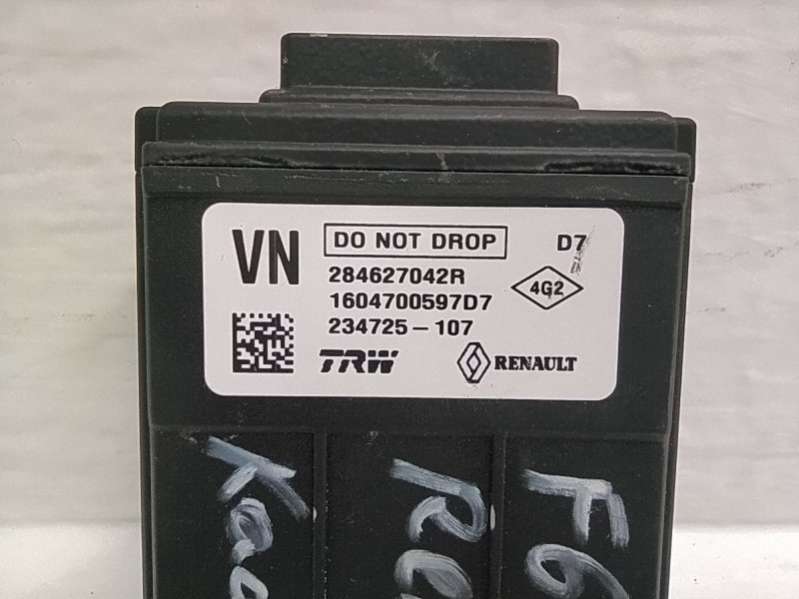 VN
DO NOT DROP
D7
284627042R
4G2
1604700597D7
234725-107
TRW
RENAULT